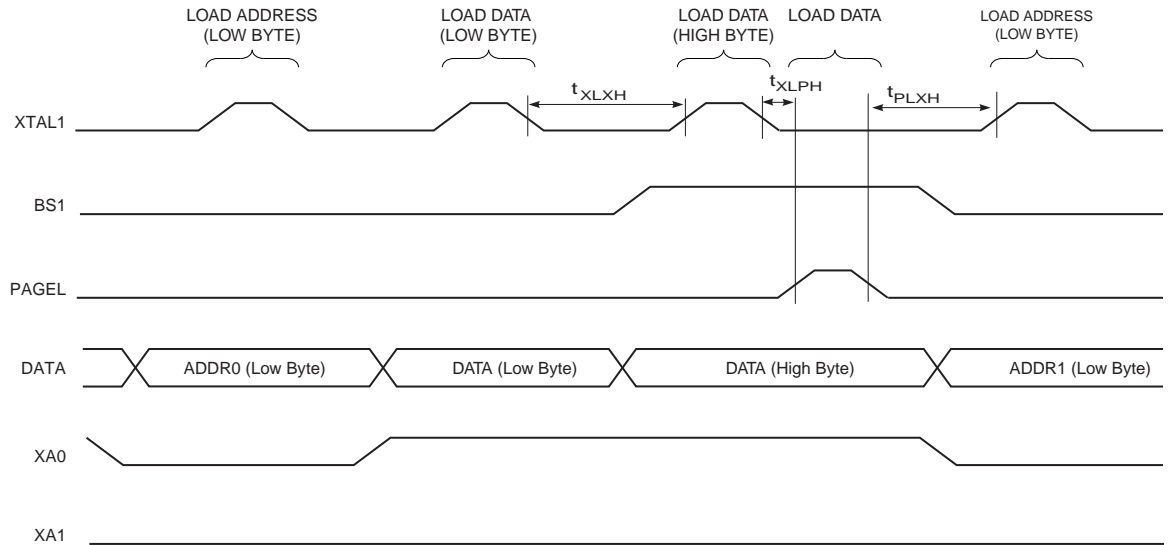 LOAD ADDRESS
(LOW BYTE)
LOAD DATA
(LOW BYTE)
LOAD DATA
(HIGH BYTE)
LOAD DATA
LOAD ADDRESS
(LOW BYTE)
tXLXH
tXLPH
tPLXH
XTAL1
BS1
PAGEL
DATA
ADDR0 (Low Byte)
DATA (Low Byte)
DATA (High Byte)
ADDR1 (Low Byte)
XA0
XA1